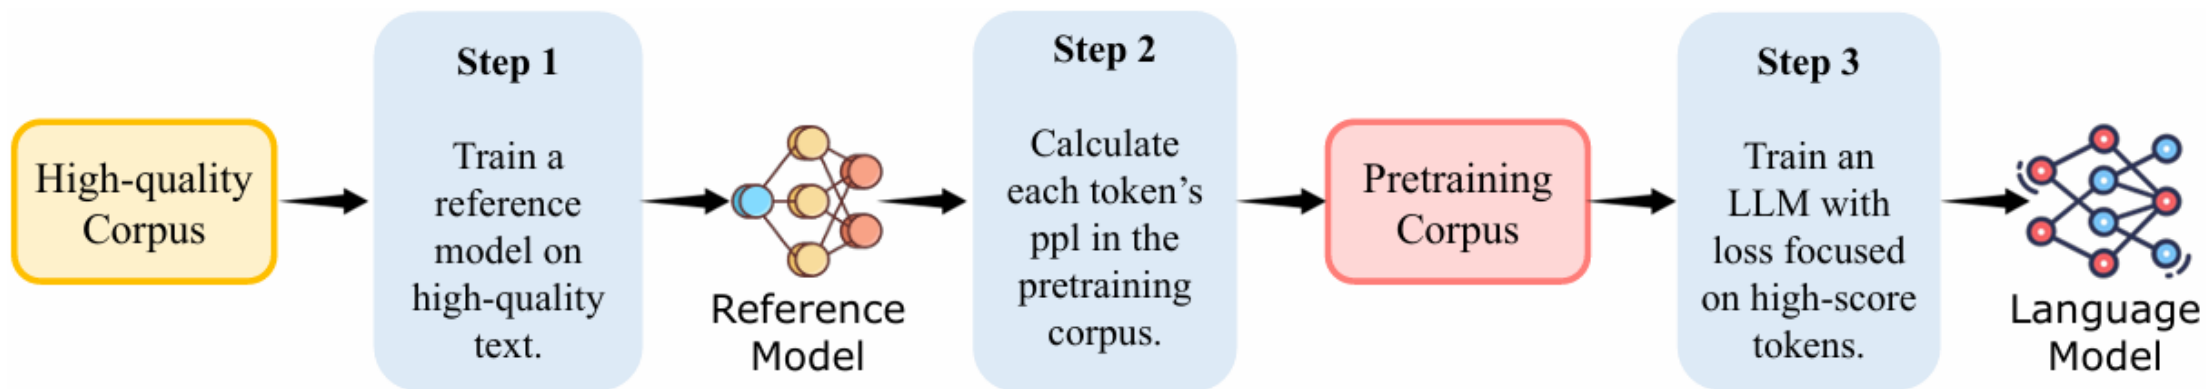 High-quality
Corpus
Step 1
Train a
reference
model on
high-quality
text.
Reference
Model
Step 2
Calculate
each token’s
ppl in the
pretraining
corpus.
Pretraining
Corpus
Step 3
Train an
LLM with
loss focused
on high-score
tokens.
Language
Model